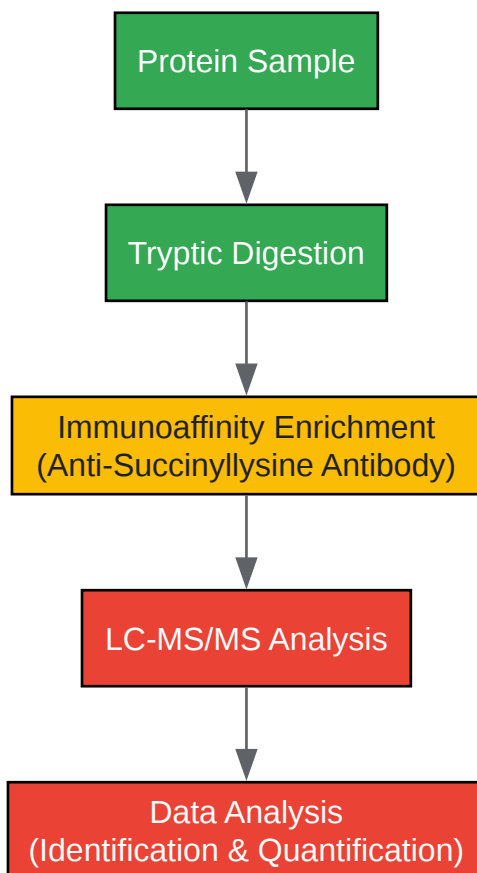 Protein Sample
Tryptic Digestion
Immunoaffinity Enrichment
(Anti-Succinyllysine Antibody)
LC-MS/MS Analysis
Data Analysis
(Identification & Quantification)